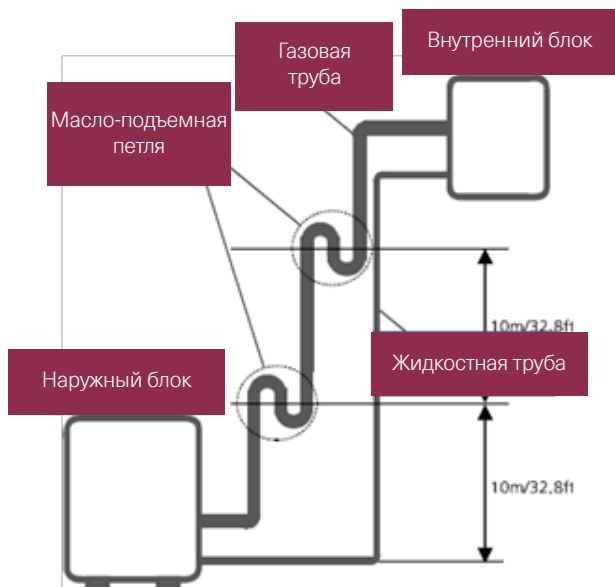 Газовая
труба
Внутренний блок
Масло-подъемная
петля
10m/32.8ft
Жидкостная труба
Наружный блок
10m/32.8ft